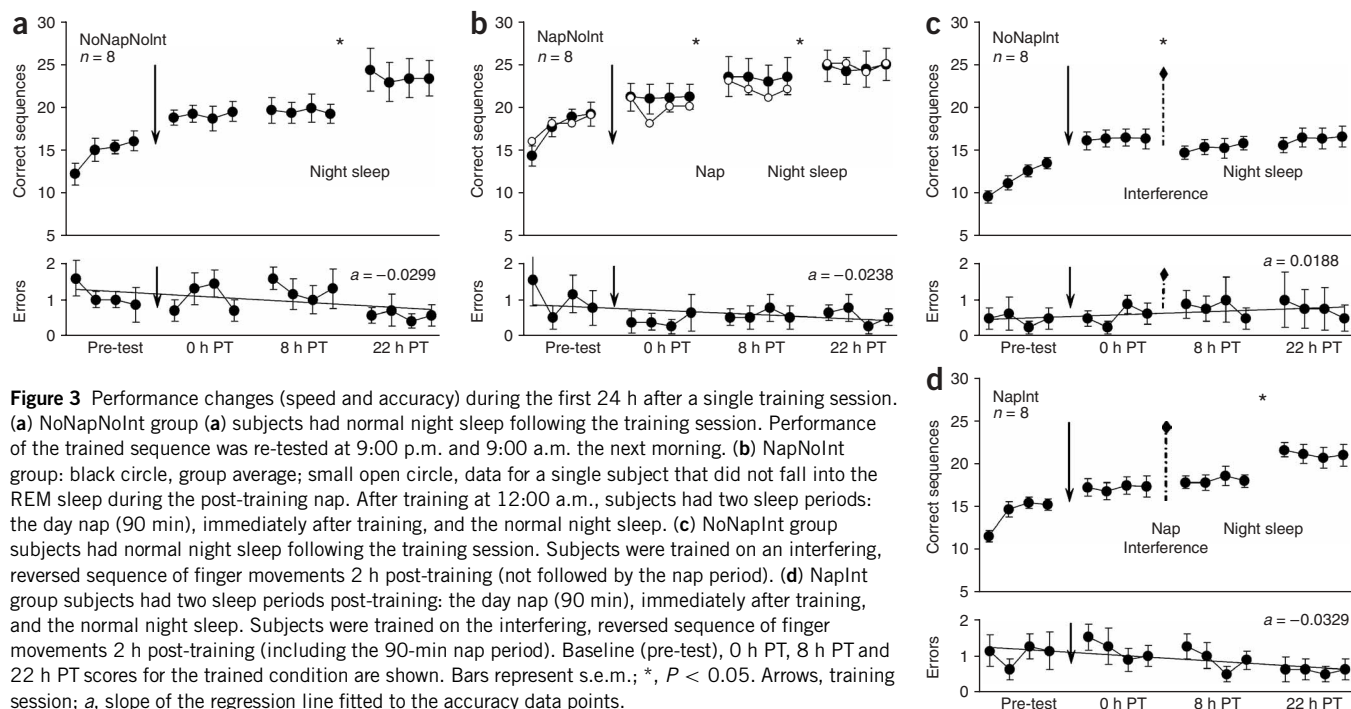 a
30
25
20
15
10
5
Correct sequences
NoNapNoInt
n = 8
*
Night sleep
2
1
0
Errors
a = −0.0299
Pre-test 0 h PT 8 h PT 22 h PT
b
30
25
20
15
10
5
Correct sequences
NapNoInt
n = 8
* *
Nap Night sleep
2
1
0
Errors
a = −0.0238
Pre-test 0 h PT 8 h PT 22 h PT
c
30
25
20
15
10
5
Correct sequences
NoNapInt
n = 8
*
Night sleep
Interference
2
1
0
Errors
a = 0.0188
Pre-test 0 h PT 8 h PT 22 h PT
d
30
25
20
15
10
5
Correct sequences
NapInt
n = 8
*
Nap Night sleep
Interference
2
1
0
Errors
a = −0.0329
Pre-test 0 h PT 8 h PT 22 h PT
Figure 3 Performance changes (speed and accuracy) during the first 24 h after a single training session.
(a) NoNapNoInt group (a) subjects had normal night sleep following the training session. Performance
of the trained sequence was re-tested at 9:00 p.m. and 9:00 a.m. the next morning. (b) NapNoInt
group: black circle, group average; small open circle, data for a single subject that did not fall into the
REM sleep during the post-training nap. After training at 12:00 a.m., subjects had two sleep periods:
the day nap (90 min), immediately after training, and the normal night sleep. (c) NoNapInt group
subjects had normal night sleep following the training session. Subjects were trained on an interfering,
reversed sequence of finger movements 2 h post-training (not followed by the nap period). (d) NapInt
group subjects had two sleep periods post-training: the day nap (90 min), immediately after training,
and the normal night sleep. Subjects were trained on the interfering, reversed sequence of finger
movements 2 h post-training (including the 90-min nap period). Baseline (pre-test), 0 h PT, 8 h PT and
22 h PT scores for the trained condition are shown. Bars represent s.e.m.; *, P < 0.05. Arrows, training
session; a, slope of the regression line fitted to the accuracy data points.